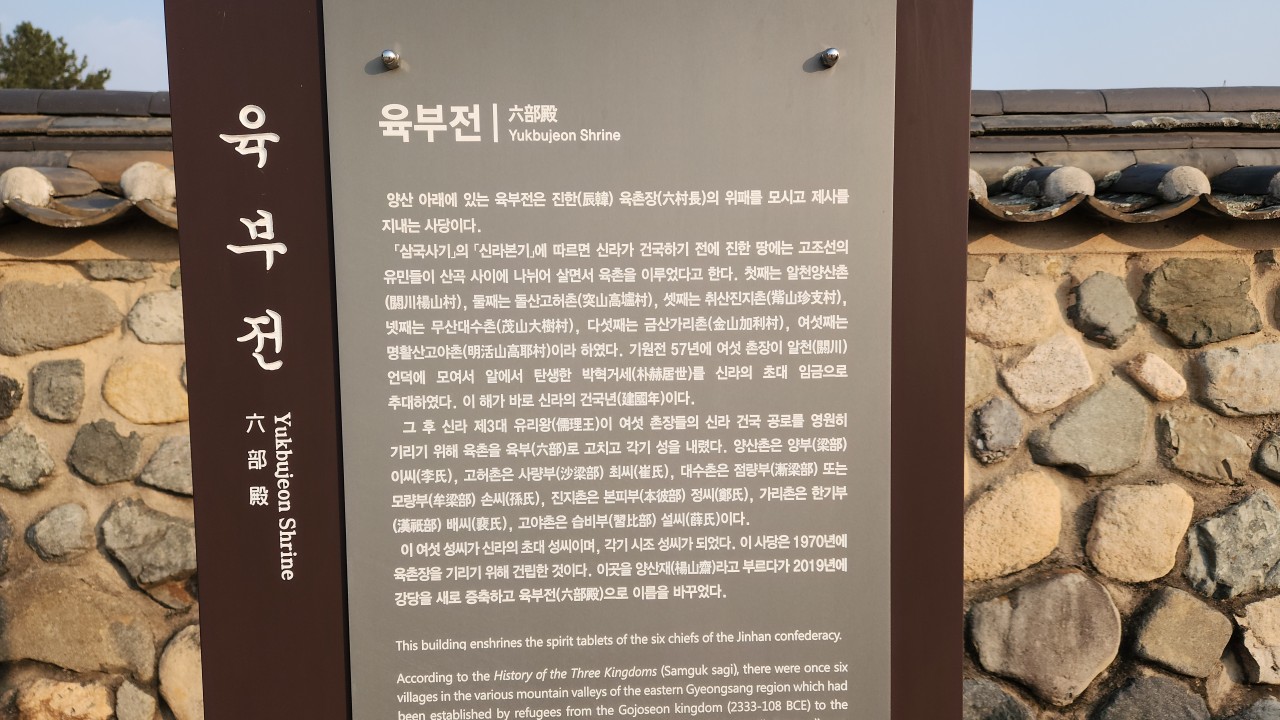 육부전
六部殿
Yukbujeon Shrine
육부전 | 六部殿
Yukbujeon Shrine
양산 아래에 있는 육부전은 진한(辰韓) 육촌장(六村長)의 위패를 모시고 제사를
지내는 사당이다.
「삼국사기」의 「신라본기」에 따르면 신라가 건국하기 전에 진한 땅에는 고조선의
유민들이 산곡 사이에 나뉘어 살면서 육촌을 이루었다고 한다. 첫째는 알천양산촌
(閼川楊山村), 둘째는 돌산고허촌(突山高墟村), 셋째는 취산진지촌(觜山珍支村),
넷째는 무산대수촌(茂山大樹村), 다섯째는 금산가리촌(金山加利村), 여섯째는
명활산고야촌(明活山高耶村)이라 하였다. 기원전 57년에 여섯 촌장이 알천(閼川)
언덕에 모여서 알에서 탄생한 박혁거세(朴赫居世)를 신라의 초대 임금으로
추대하였다. 이 해가 바로 신라의 건국년(建國年)이다.
그 후 신라 제3대 유리왕(儒理王)이 여섯 촌장들의 신라 건국 공로를 영원히
기리기 위해 육촌을 육부(六部)로 고치고 각기 성을 내렸다. 양산촌은 양부(梁部)
이씨(李氏), 고허촌은 사량부(沙梁部) 최씨(崔氏), 대수촌은 점량부(漸梁部) 또는
모량부(牟梁部) 손씨(孫氏), 진지촌은 본피부(本彼部) 정씨(鄭氏), 가리촌은 한기부
(漢祇部) 배씨(裵氏), 고야촌은 습비부(習比部) 설씨(薛氏)이다.
이 여섯 성씨가 신라의 초대 성씨이며, 각기 시조 성씨가 되었다. 이 사당은 1970년에
육촌장을 기리기 위해 건립한 것이다. 이곳을 양산재(楊山齋)라고 부르다가 2019년에
강당을 새로 증축하고 육부전(六部殿)으로 이름을 바꾸었다.
This building enshrines the spirit tablets of the six chiefs of the Jinhan confederacy.
According to the History of the Three Kingdoms (Samguk sagi), there were once six
villages in the various mountain valleys of the eastern Gyeongsang region which had
been established by refugees from the Gojoseon kingdom (2333-108 BCE) to the